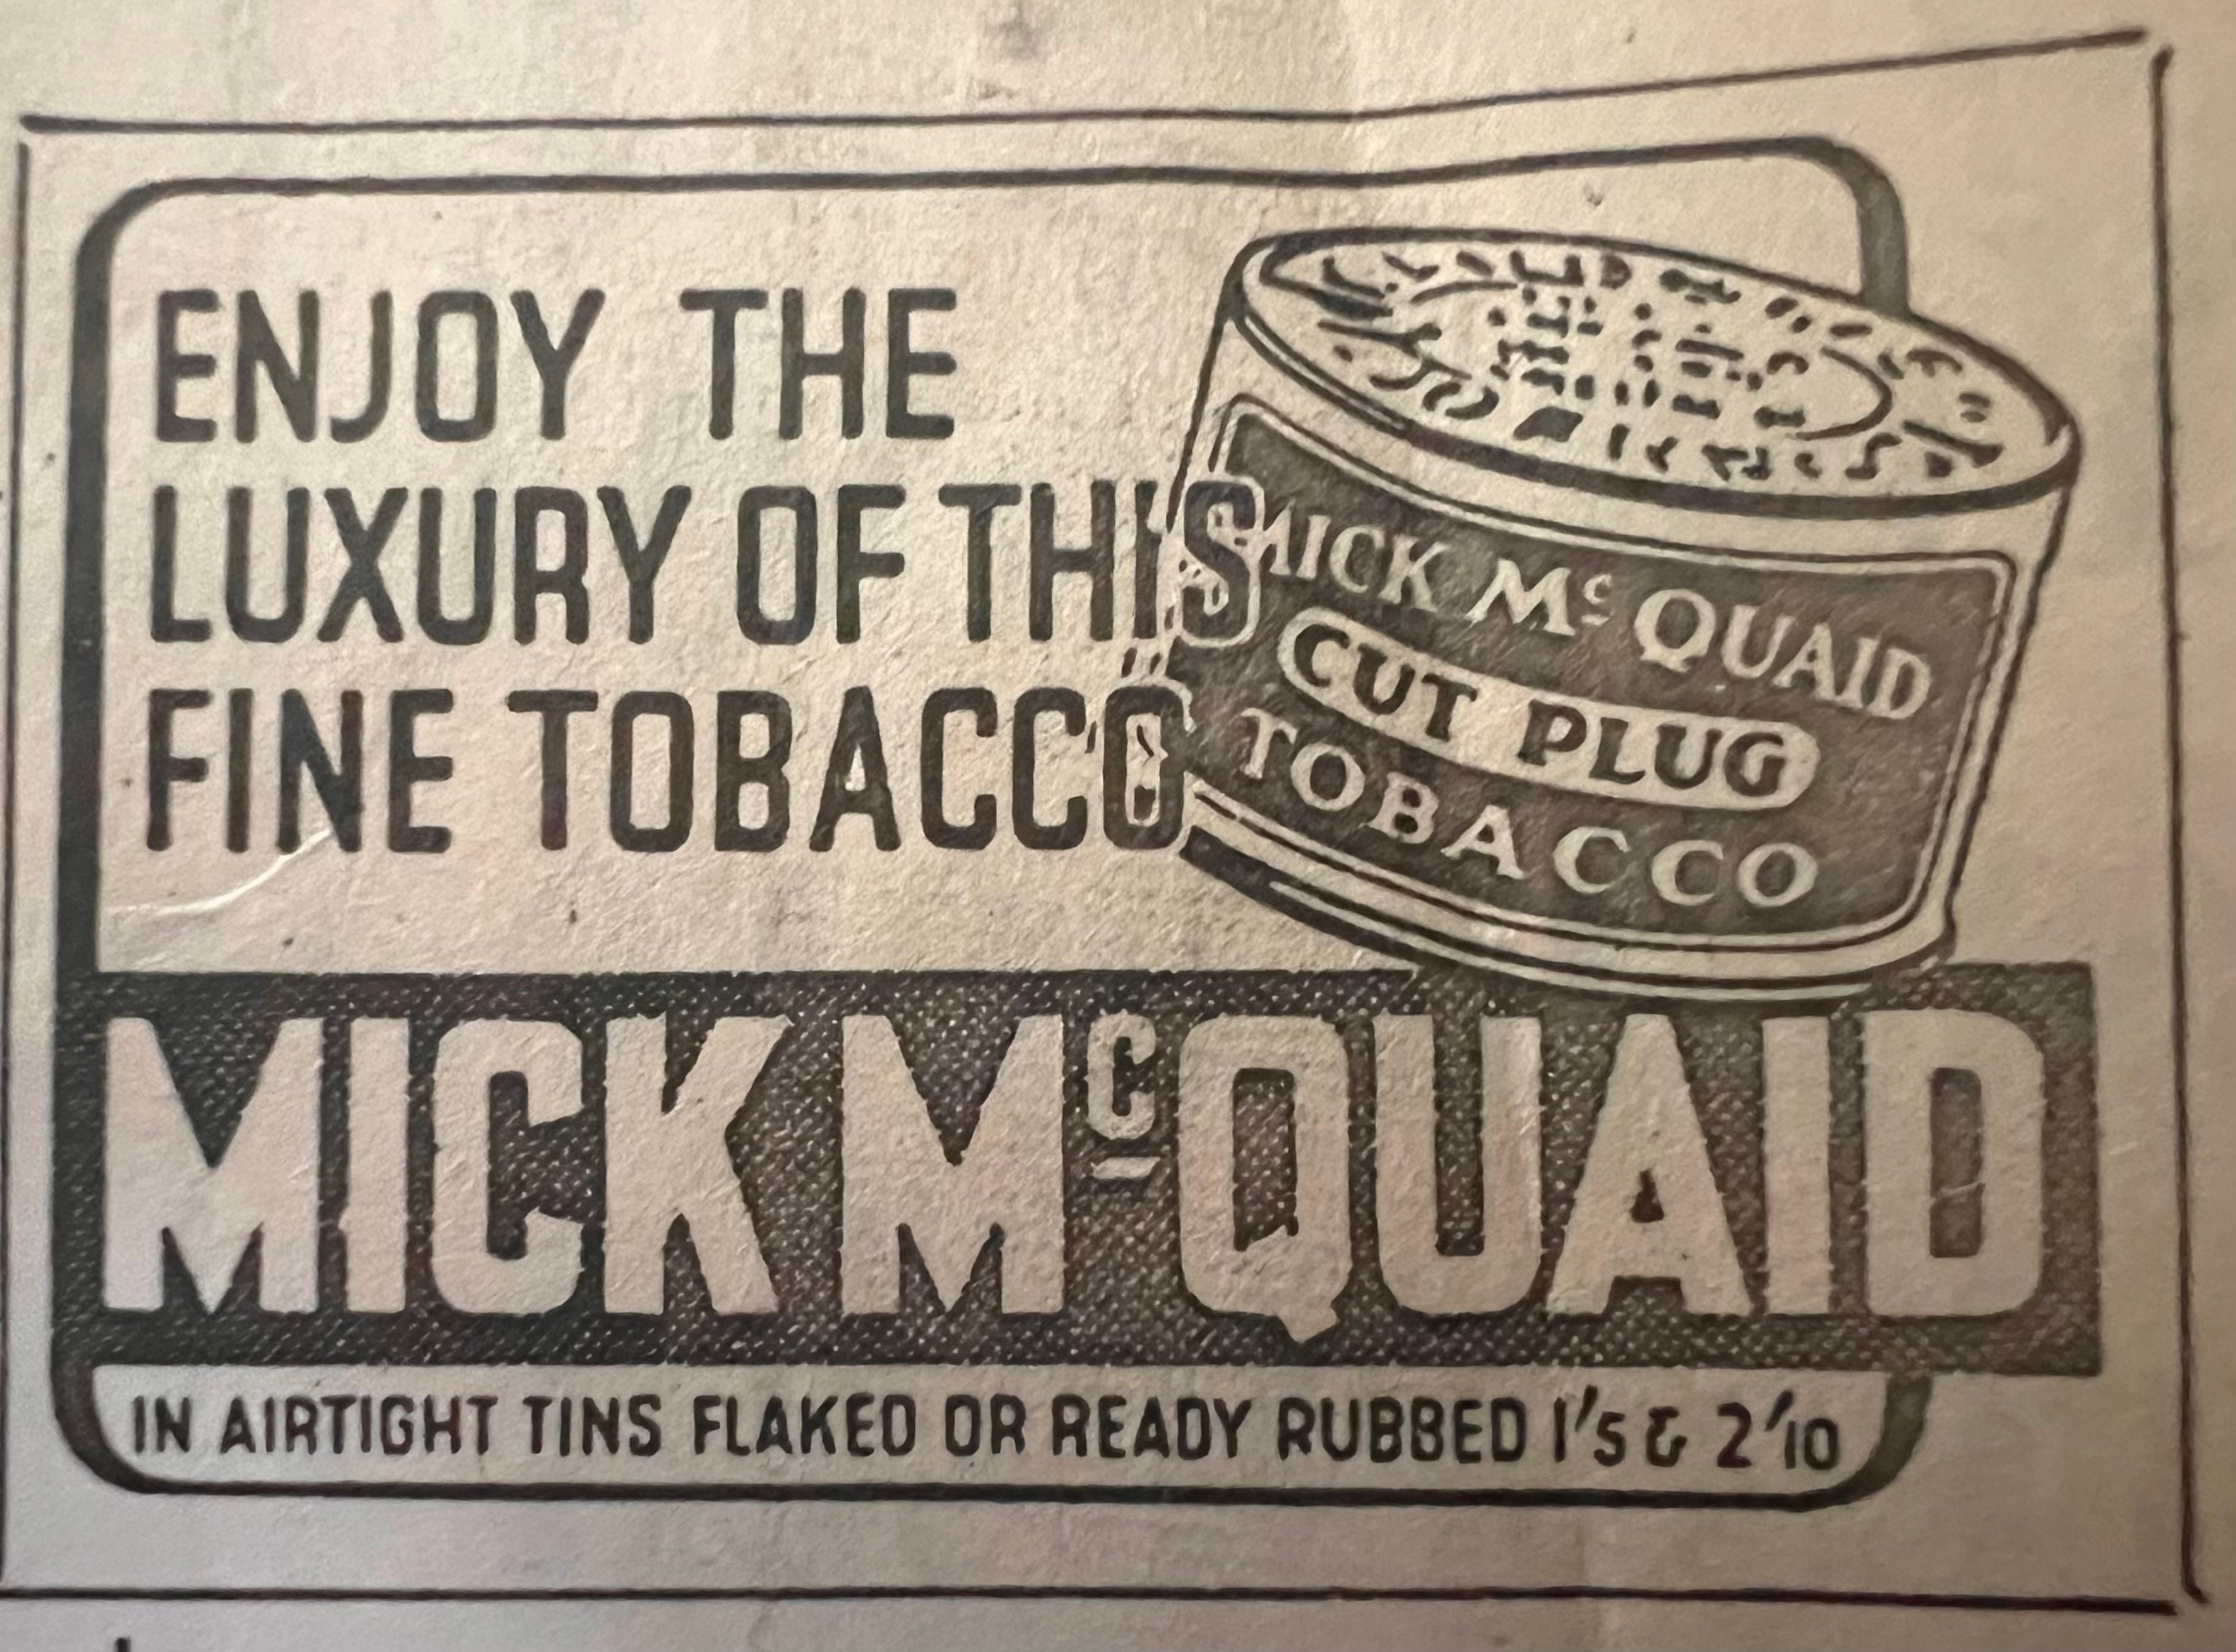 ENJOY THE
LUXURY OF THIS
FINE TOBACCO
MICK Mc QUAID
CUT PLUG
TOBACCO
MICK McQUAID
IN AIRTIGHT TINS FLAKED OR READY RUBBED 1'5 & 2'10